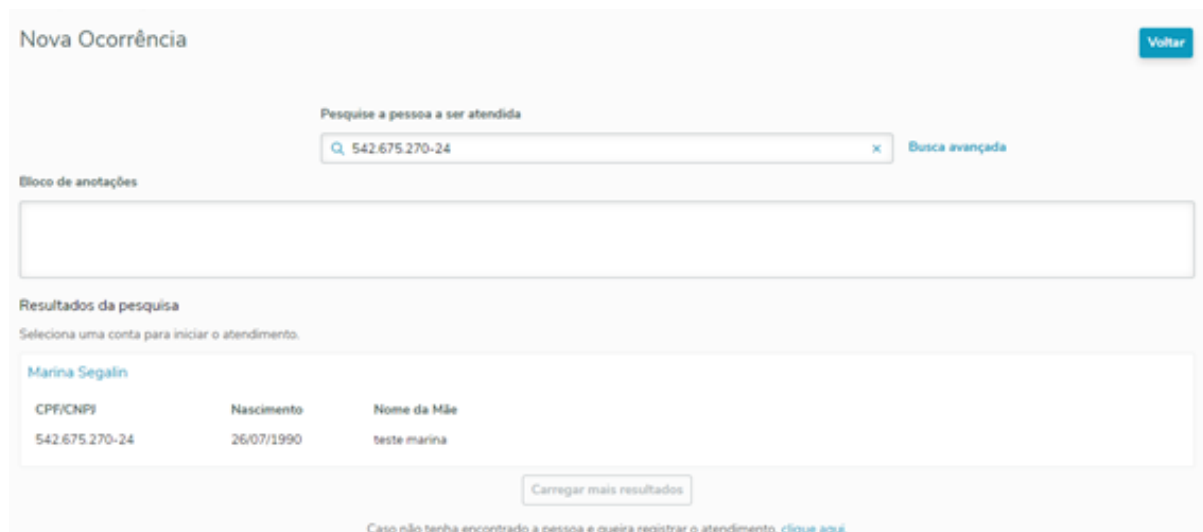 Nova Ocorrência
Voltar
Pesquise a pessoa a ser atendida
542.675.270-24 ×
Busca avançada
Bloco de anotações
Resultados da pesquisa
Seleciona uma conta para iniciar o atendimento.
Marina Segalin
CPF/CNPJ Nascimento Nome da Mãe
542.675.270-24 26/07/1990 teste marina
Carregar mais resultados
Caso não tenha encontrado a pessoa e queira registrar o atendimento, clique aqui.